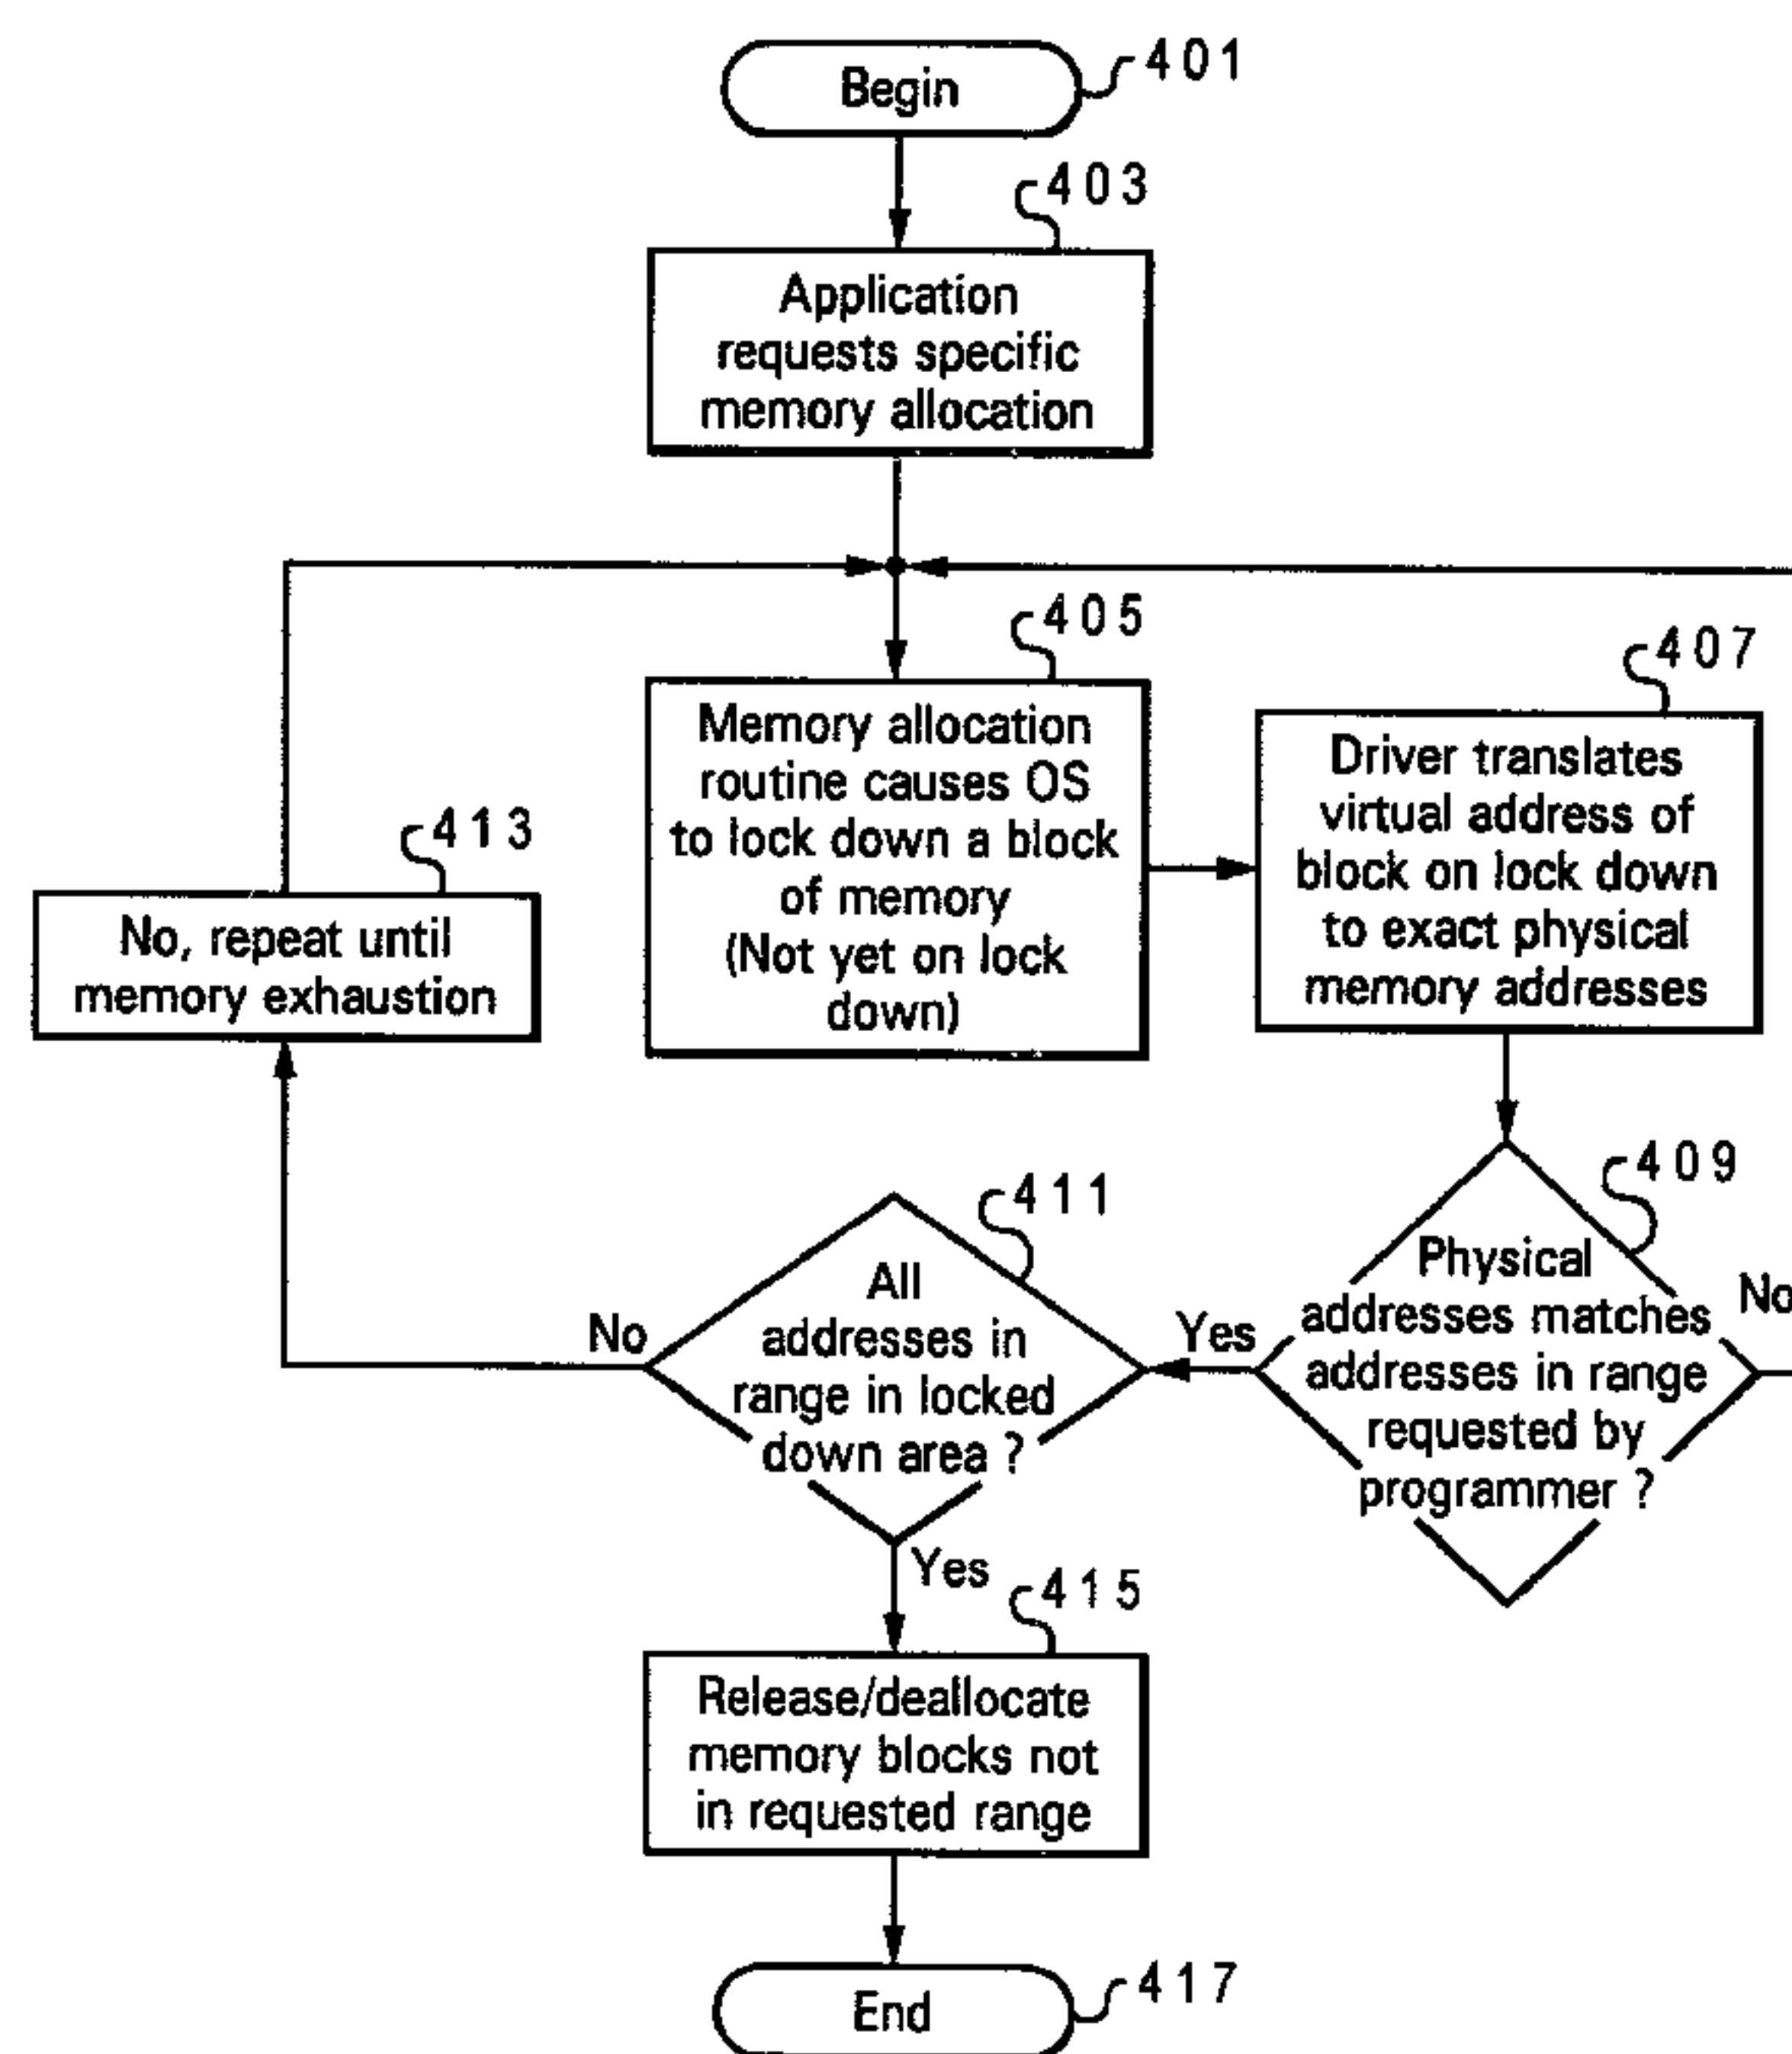 Begin
401
403
Application
requests specific
memory allocation
405
Memory allocation
routine causes OS
to lock down a block
of memory
(Not yet on lock
down)
407
Driver translates
virtual address of
block on lock down
to exact physical
memory addresses
413
No, repeat until
memory exhaustion
409
Physical
addresses matches
addresses in range
requested by
programmer ?
No
Yes
411
All
addresses in
range in locked
down area ?
No
Yes
415
Release/deallocate
memory blocks not
in requested range
End
417